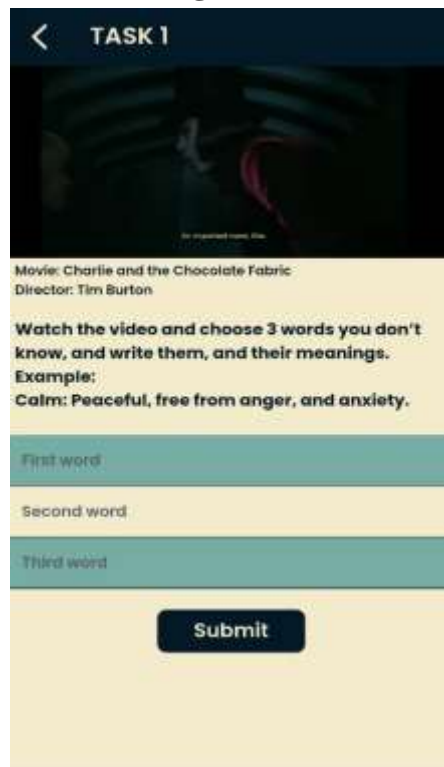 TASK 1
Movie: Charlie and the Chocolate Fabric
Director: Tim Burton
Watch the video and choose 3 words you don't
know, and write them, and their meanings.
Example:
Calm: Peaceful, free from anger, and anxiety.
First word
Second word
Third word
Submit